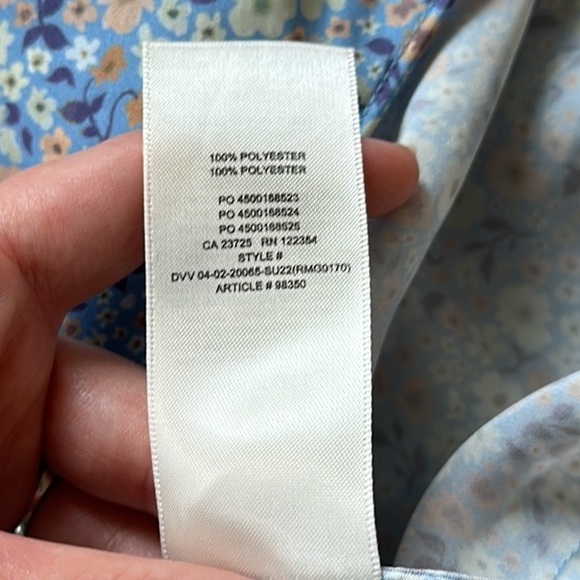 100% POLYESTER
100% POLYESTER
PO 4500168523
PO 4500168524
PO 4500168525
CA 23725 RN 122354
STYLE #
DVV 04-02-20065-SU22(RMG0170)
ARTICLE # 98350